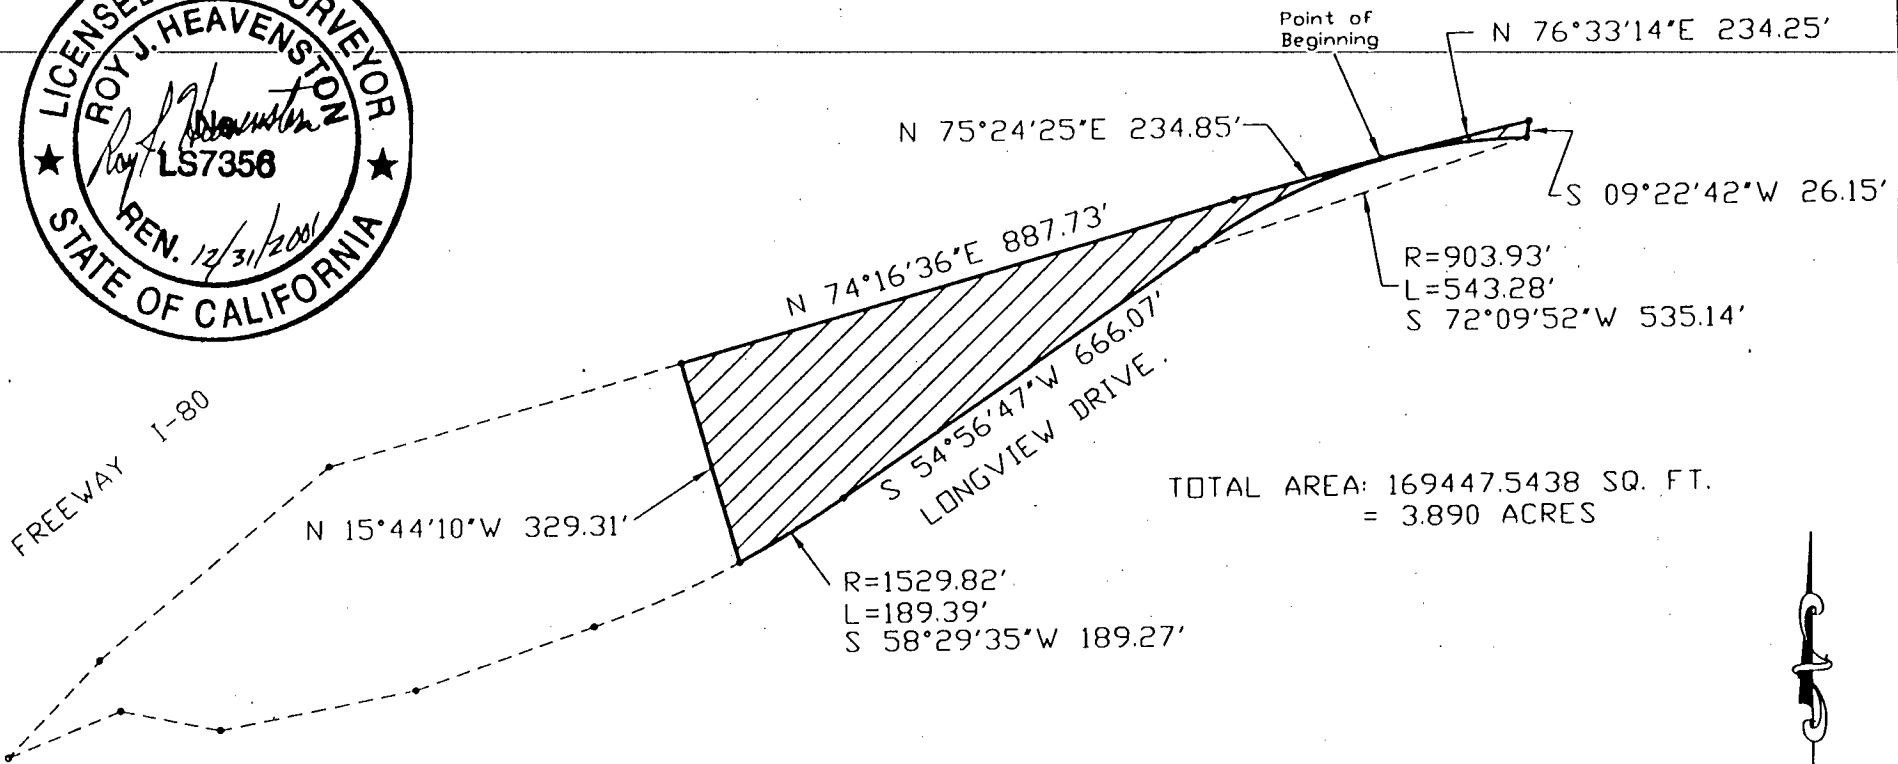 LICENSED
SURVEYOR
ROY J. HEAVENSTON
No
LS7356
REN. 12/31/2001
STATE OF CALIFORNIA
Point of
Beginning
N 76°33'14"E 234.25'
N 75°24'25"E 234.85'
S 09°22'42"W 26.15'
N 74°16'36"E 887.73'
R=903.93'
L=543.28'
S 72°09'52"W 535.14'
S 54°56'47"W 666.07'
LONGVIEW DRIVE.
FREEWAY I-80
N 15°44'10"W 329.31'
TOTAL AREA: 169447.5438 SQ. FT.
= 3.890 ACRES
R=1529.82'
L=189.39'
S 58°29'35"W 189.27'